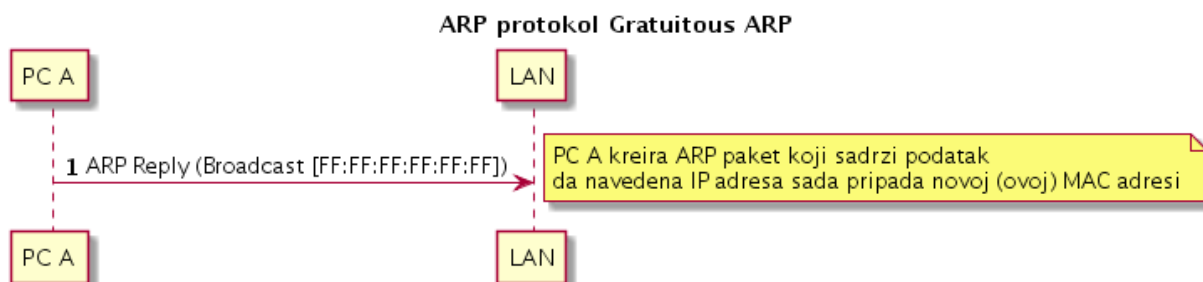 ARP protokol Gratuitous ARP
PC A
LAN
1 ARP Reply (Broadcast [FF:FF:FF:FF:FF:FF])
PC A kreira ARP paket koji sadrzi podatak
da navedena IP adresa sada pripada novoj (ovoj) MAC adresi
PC A
LAN